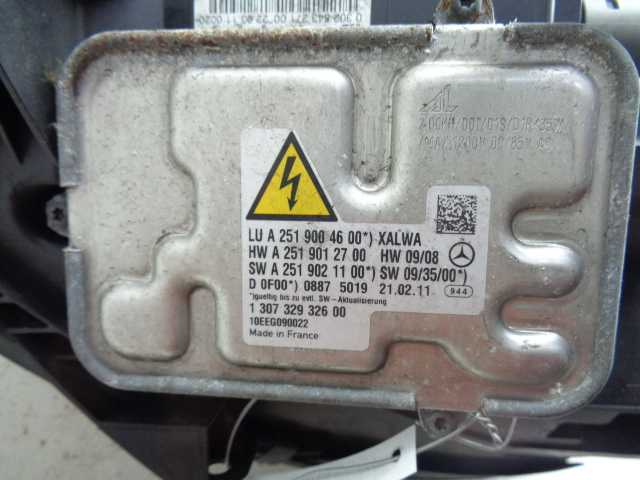 LU A 251 900 46 00*) XALWA
HW A 251 901 27 00 HW 09/08
SW A 251 902 11 00*) SW 09/35/00*)
D 0F00*) 0887 5019 21.02.11 944
*)gueltig bis zu evtl. SW-Aktualisierung
1 307 329 326 00
10EEG090022
Made in France